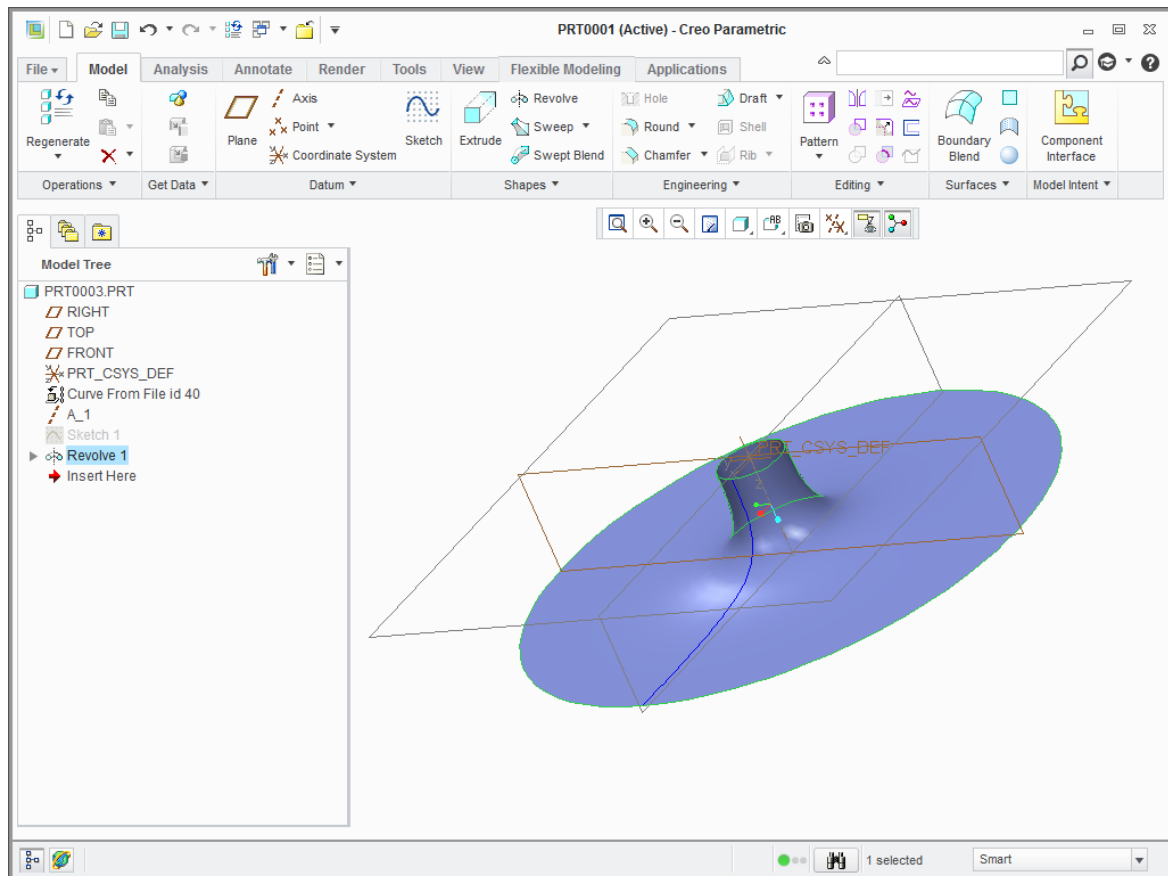 PRT0001 (Active) - Creo Parametric
File Model Analysis Annotate Render Tools View Flexible Modeling Applications
Regenerate
Plane
Axis
Point
Coordinate System
Sketch
Extrude
Revolve
Sweep
Swept Blend
Hole
Round
Chamfer
Draft
Shell
Rib
Pattern
Boundary
Blend
Component
Interface
Operations Get Data Datum Shapes Engineering Editing Surfaces Model Intent
Model Tree
PRT0003.PRT
RIGHT
TOP
FRONT
PRT_CSYS_DEF
Curve From File id 40
A_1
Sketch 1
Revolve 1
Insert Here
PRT_CSYS_DEF
1 selected
Smart